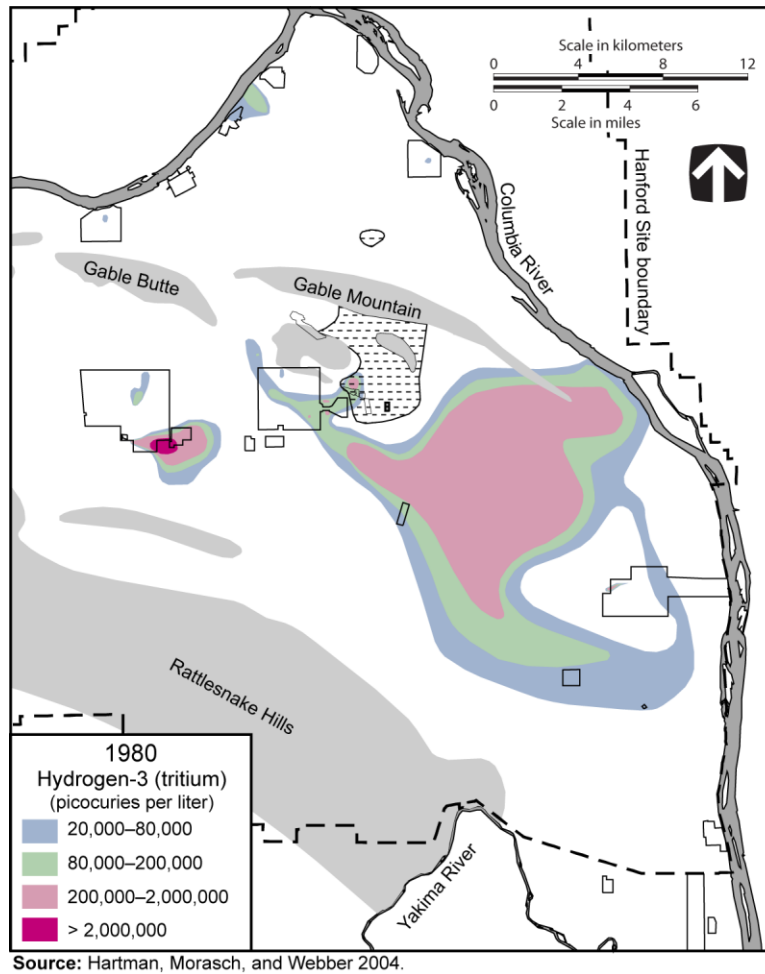 Scale in kilometers
0 4 8 12
0 2 4 6
Scale in miles
Hanford Site boundary
Columbia River
Gable Butte
Gable Mountain
Rattlesnake Hills
Yakima River
1980
Hydrogen-3 (tritium)
(picocuries per liter)
20,000–80,000
80,000–200,000
200,000–2,000,000
> 2,000,000
Source: Hartman, Morasch, and Webber 2004.